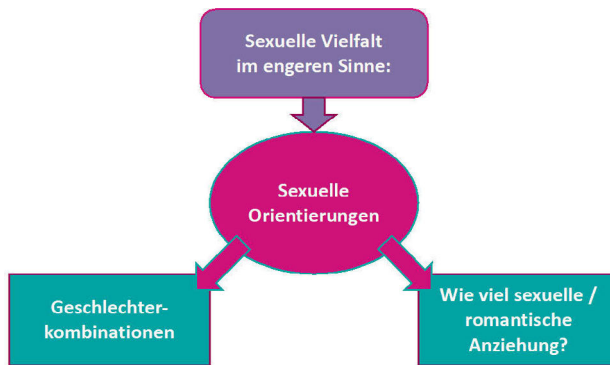 Sexuelle Vielfalt
im engeren Sinne:
Sexuelle
Orientierungen
Geschlechter-
kombinationen
Wie viel sexuelle /
romantische
Anziehung?